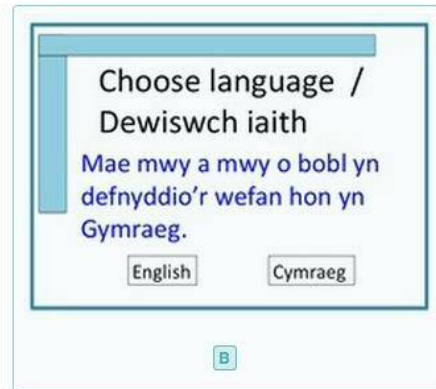 Choose language /
Dewiswch iaith
Mae mwy a mwy o bobl yn
defnyddio'r wefan hon yn
Gymraeg.
English Cymraeg
B